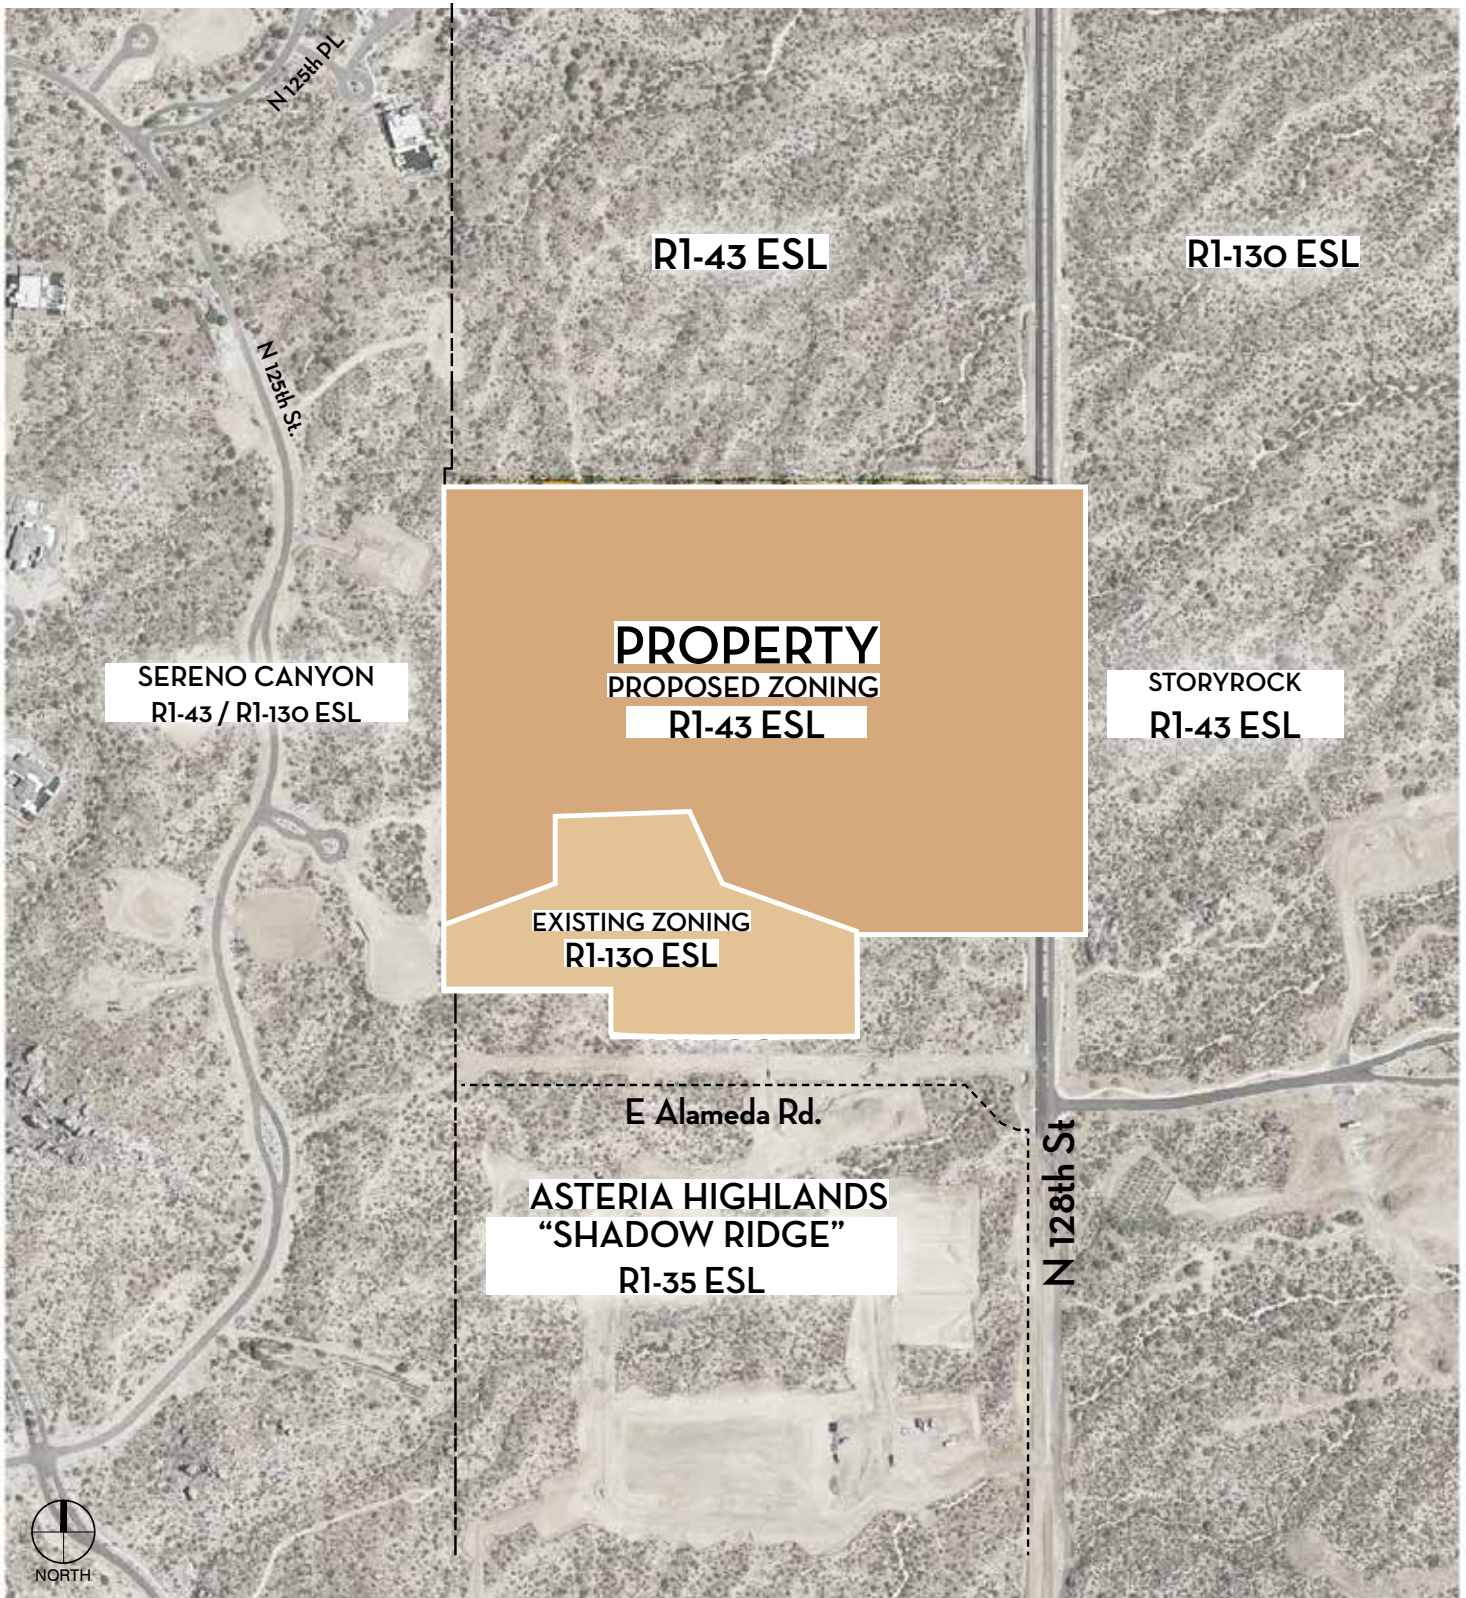 N 125th PL
R1-43 ESL
R1-130 ESL
N 125th St.
PROPERTY
PROPOSED ZONING
R1-43 ESL
SERENO CANYON
R1-43 / R1-130 ESL
STORYROCK
R1-43 ESL
EXISTING ZONING
R1-130 ESL
E Alameda Rd.
N 128th St
ASTERIA HIGHLANDS
“SHADOW RIDGE”
R1-35 ESL
NORTH